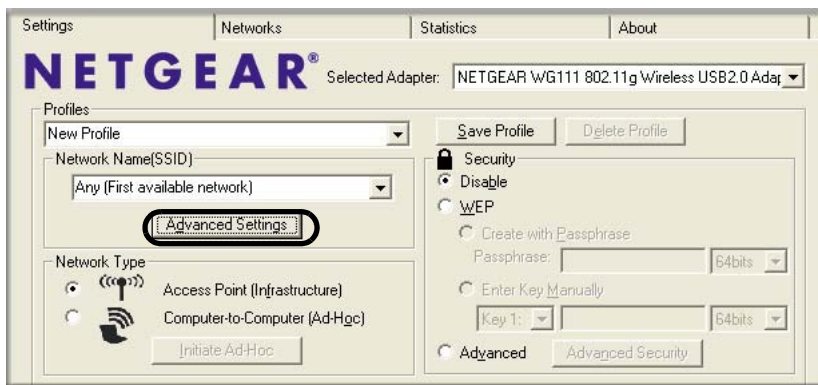 Settings
Networks
Statistics
About
NETGEAR®
Selected Adapter:
NETGEAR WG111 802.11g Wireless USB2.0 Adap
Profiles
New Profile
Save Profile
Delete Profile
Network Name(SSID)
Any (First available network)
Advanced Settings
Network Type
Access Point (Infrastructure)
Computer-to-Computer (Ad-Hoc)
Initiate Ad-Hoc
Security
Disable
WEP
Create with Passphrase
Passphrase:
64bits
Enter Key Manually
Key 1:
64bits
Advanced
Advanced Security